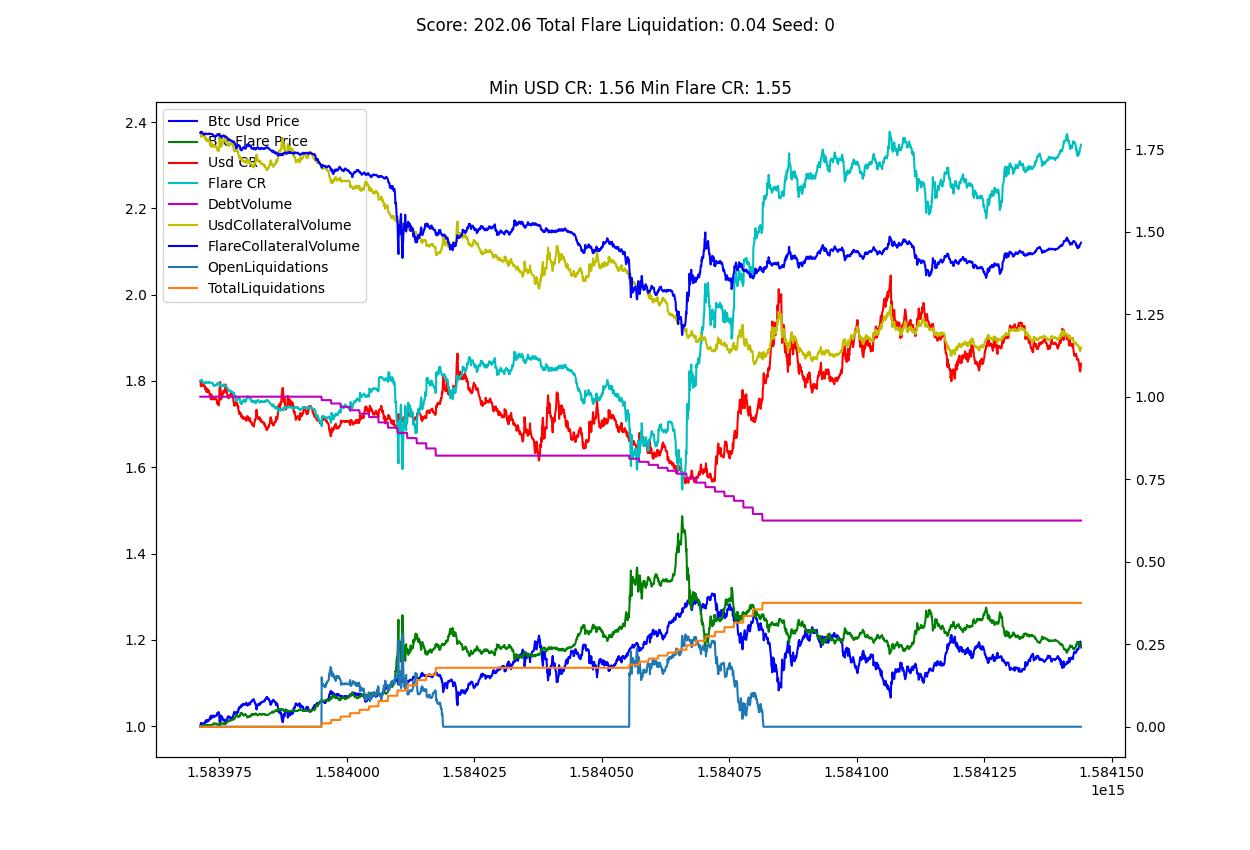 Score: 202.06 Total Flare Liquidation: 0.04 Seed: 0
Min USD CR: 1.56 Min Flare CR: 1.55
Btc Usd Price
Btc Flare Price
Usd CR
Flare CR
DebtVolume
UsdCollateralVolume
FlareCollateralVolume
OpenLiquidations
TotalLiquidations
2.4
2.2
2.0
1.8
1.6
1.4
1.2
1.0
1.75
1.50
1.25
1.00
0.75
0.50
0.25
0.00
1.583975 1.584000 1.584025 1.584050 1.584075 1.584100 1.584125 1.584150
1e15